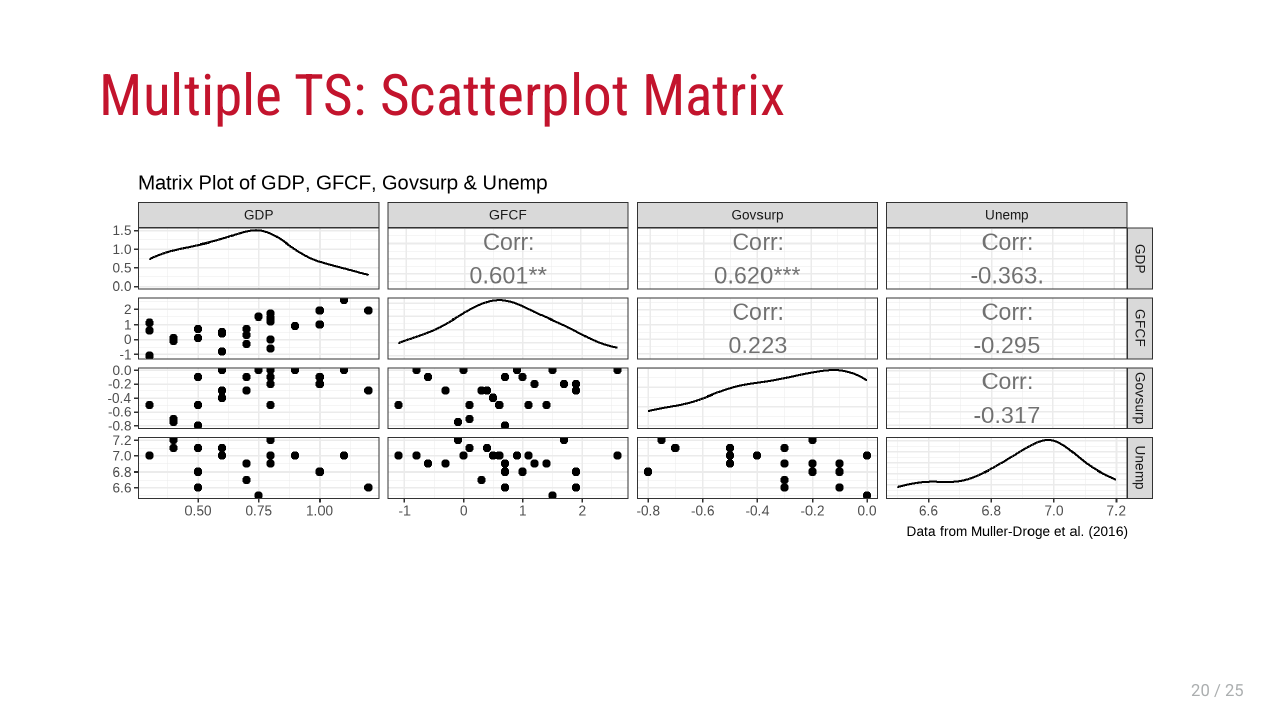 Multiple TS: Scatterplot Matrix
Matrix Plot of GDP, GFCF, Govsurp & Unemp
GDP
GFCF
Govsurp
Unemp
1.5
1.0
0.5
0.0
Corr:
0.601**
Corr:
0.620***
Corr:
-0.363.
GDP
2
1
0
-1
Corr:
0.223
Corr:
-0.295
GFCF
0.0
-0.2
-0.4
-0.6
-0.8
Corr:
-0.317
Govsurp
7.2
7.0
6.8
6.6
Unemp
0.50 0.75 1.00
-1 0 1 2
-0.8 -0.6 -0.4 -0.2 0.0
6.6 6.8 7.0 7.2
Data from Muller-Droge et al. (2016)
20 / 25